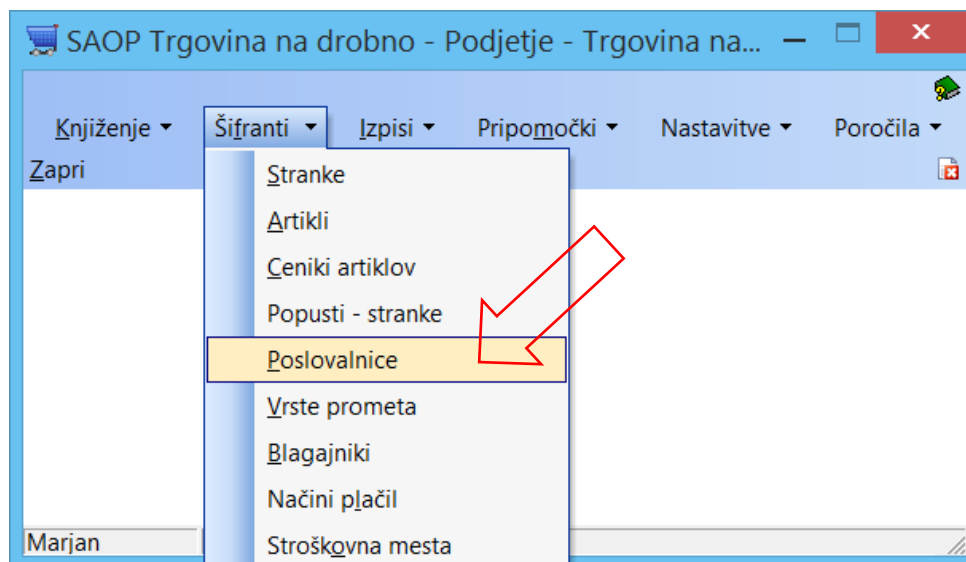 SAOP Trgovina na drobno - Podjetje - Trgovina na...
Knjiženje Šifranti Izpisi Pripomočki Nastavitve Poročila
Zapri
Stranke
Artikli
Ceniki artiklov
Popusti - stranke
Poslovalnice
Vrste prometa
Blagajniki
Načini plačil
Stroškovna mesta
Marjan